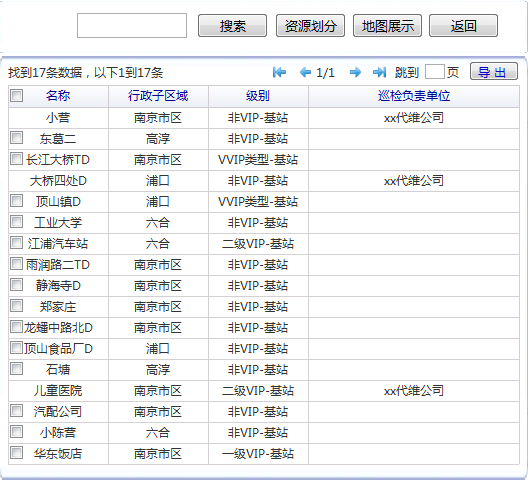 搜索 资源划分 地图展示 返回
找到17条数据，以下1到17条 1/1 跳到 页 导 出
名称 行政子区域 级别 巡检负责单位
小营 南京市区 非VIP-基站 xx代维公司
东葛二 高淳 非VIP-基站
长江大桥TD 南京市区 VVIP类型-基站
大桥四处D 浦口 非VIP-基站 xx代维公司
顶山镇D 浦口 VVIP类型-基站
工业大学 六合 非VIP-基站
江浦汽车站 六合 二级VIP-基站
雨润路二TD 南京市区 非VIP-基站
静海寺D 南京市区 非VIP-基站
郑家庄 南京市区 非VIP-基站
龙蟠中路北D 南京市区 非VIP-基站
顶山食品厂D 浦口 非VIP-基站
石塘 高淳 非VIP-基站
儿童医院 南京市区 二级VIP-基站 xx代维公司
汽配公司 南京市区 非VIP-基站
小陈营 六合 非VIP-基站
华东饭店 南京市区 一级VIP-基站